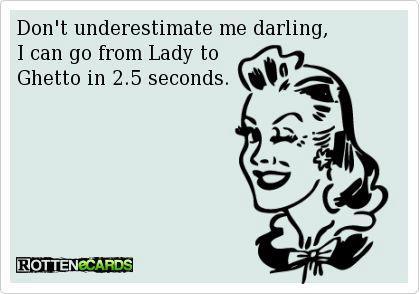 Don't underestimate me darling,
I can go from Lady to
Ghetto in 2.5 seconds.
ROTTENeCARDS